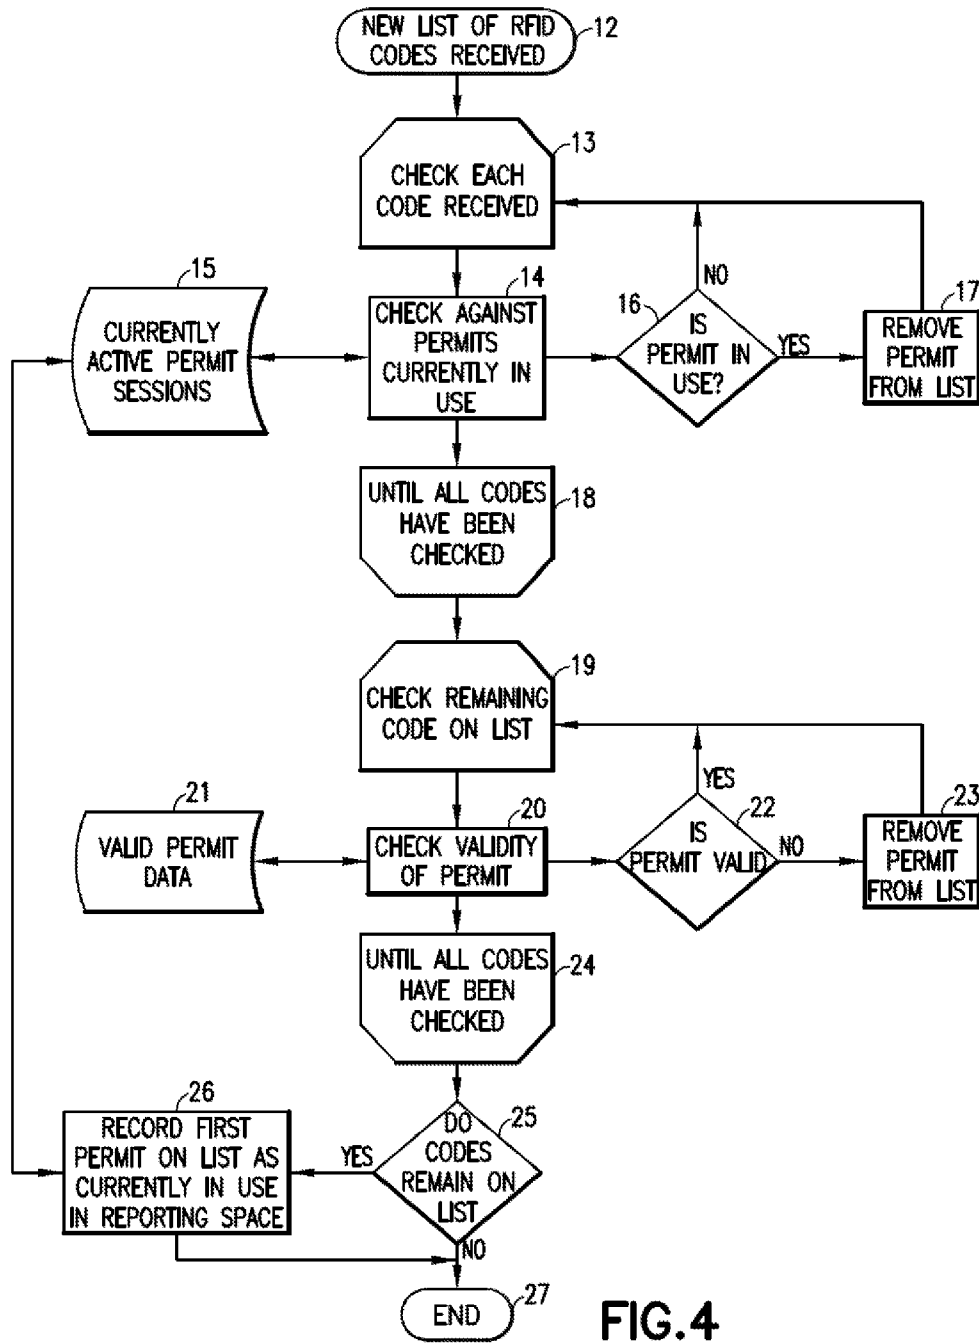 NEW LIST OF RFID
CODES RECEIVED
12
13
CHECK EACH
CODE RECEIVED
15
CURRENTLY
ACTIVE PERMIT
SESSIONS
14
CHECK AGAINST
PERMITS
CURRENTLY IN
USE
16
IS
PERMIT IN
USE?
NO
YES
17
REMOVE
PERMIT
FROM LIST
UNTIL ALL CODES
HAVE BEEN
CHECKED
18
19
CHECK REMAINING
CODE ON LIST
21
VALID PERMIT
DATA
20
CHECK VALIDITY
OF PERMIT
YES
22
IS
PERMIT VALID
NO
23
REMOVE
PERMIT
FROM LIST
UNTIL ALL CODES
HAVE BEEN
CHECKED
24
25
DO
CODES
REMAIN ON
LIST
YES
26
RECORD FIRST
PERMIT ON LIST AS
CURRENTLY IN USE
IN REPORTING SPACE
NO
END
27
FIG.4